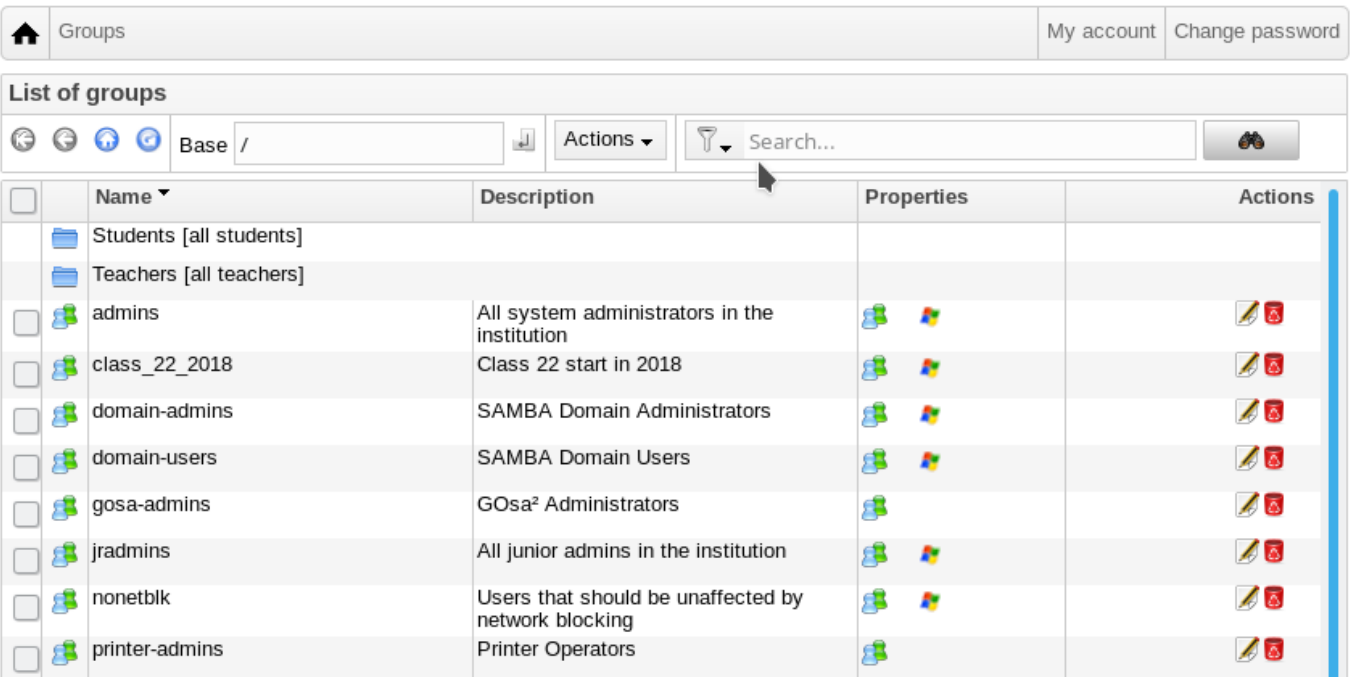 Groups My account Change password
List of groups
Base / Actions Search...
Name Description Properties Actions
Students [all students]
Teachers [all teachers]
admins All system administrators in the
institution
class_22_2018 Class 22 start in 2018
domain-admins SAMBA Domain Administrators
domain-users SAMBA Domain Users
gosa-admins GOsa² Administrators
jradmins All junior admins in the institution
nonetblk Users that should be unaffected by
network blocking
printer-admins Printer Operators